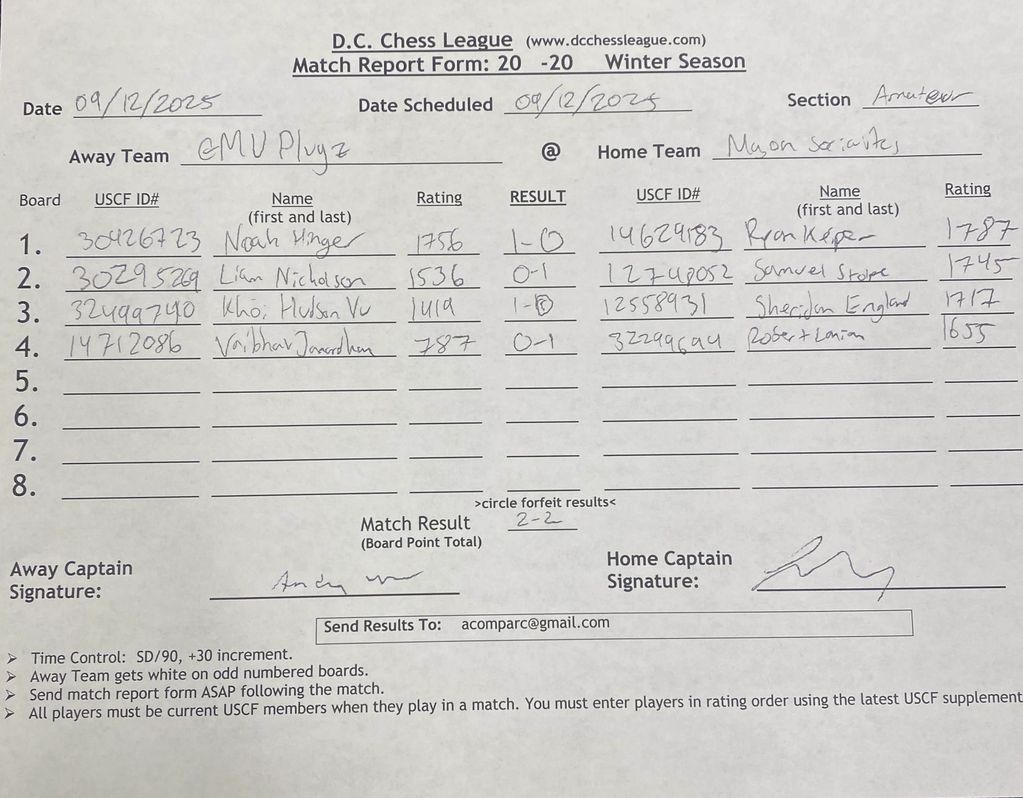 D.C. Chess League (www.dcchessleague.com)
Match Report Form: 20 -20 Winter Season
Date 09/12/2025 Date Scheduled 09/12/2025 Section Amateur
Away Team GMU Plugz @ Home Team Mason
Board USCF ID# Name (first and last) Rating RESULT USCF ID# Name (first and last) Rating
1. 30426723 Noah Hinger 1756 1-0 14629183 Ryan 1787
2. 30295269 Liam Nicholson 1536 0-1 12748052 Samuel 1745
3. 32499740 Khoi Hudson Vu 1419 1-0 12558931 Sheridan England 1717
4. 14712086 Vaibhav 787 0-1 32299694 Robert 1655
5.
6.
7.
8.
>circle forfeit results<
Match Result 2-2
(Board Point Total)
Away Captain Home Captain
Signature: Andy Signature:
Send Results To: acomparc@gmail.com
➢ Time Control: SD/90, +30 increment.
➢ Away Team gets white on odd numbered boards.
➢ Send match report form ASAP following the match.
➢ All players must be current USCF members when they play in a match. You must enter players in rating order using the latest USCF supplement